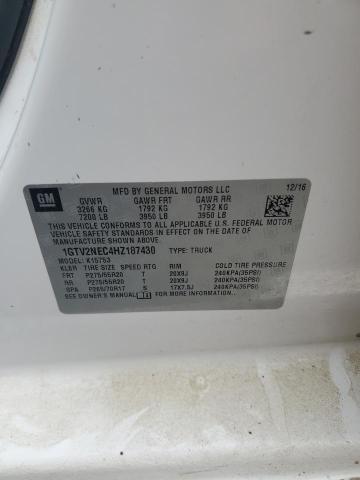 GM
MFD BY GENERAL MOTORS LLC 12/16
GVWR GAWR FRT GAWR RR
3266 KG 1792 KG 1792 KG
7200 LB 3950 LB 3950 LB
THIS VEHICLE CONFORMS TO ALL APPLICABLE U.S. FEDERAL MOTOR
VEHICLE SAFETY STANDARDS IN EFFECT ON THE DATE OF
MANUFACTURE SHOWN ABOVE.
1GTV2NEC4HZ187430 TYPE: TRUCK
MODEL: K15753
TIRE SIZE SPEED RTG RIM COLD TIRE PRESSURE
FRT P275/55R20 T 20X9J 240KPA(35PSI)
RR P275/55R20 T 20X9J 240KPA(35PSI)
SPA P265/70R17 S 17X7.5J 240KPA(35PSI)
SEE OWNER'S MANUAL FOR MORE INFORMATION.